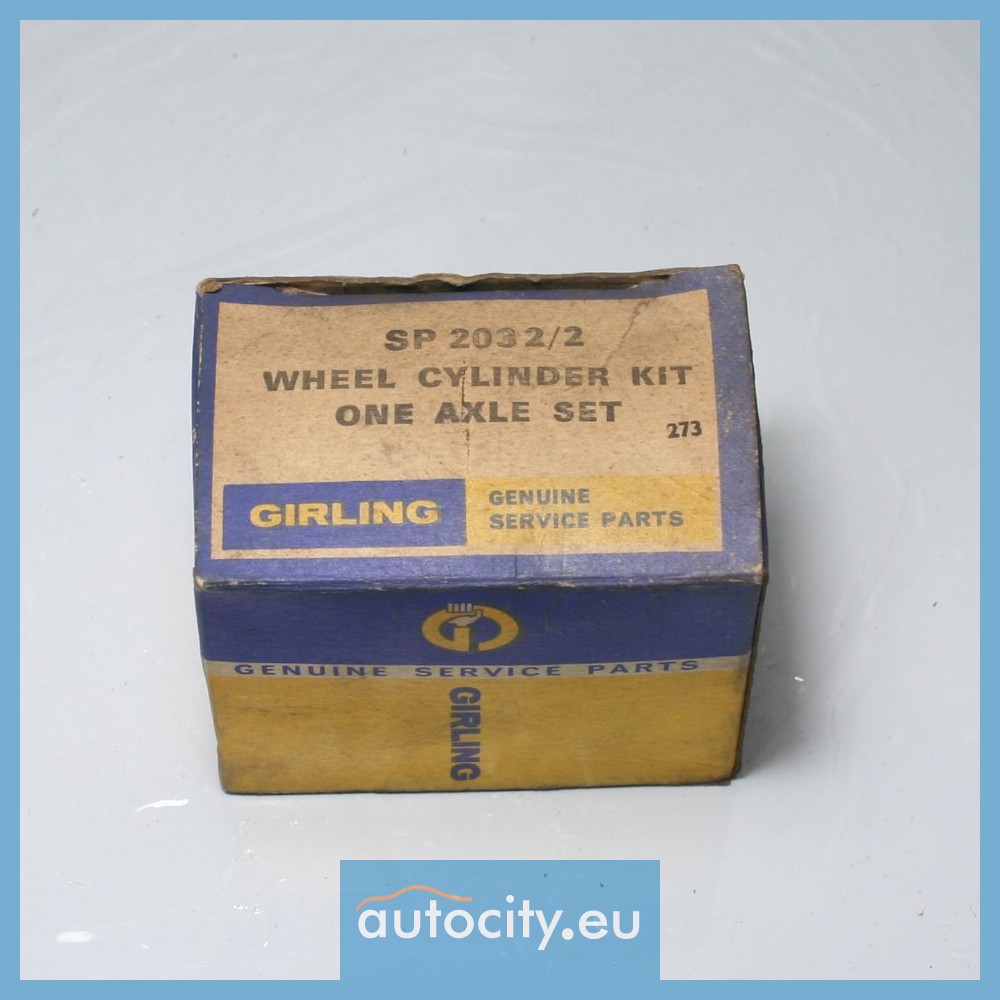 SP 2032/2
WHEEL CYLINDER KIT
ONE AXLE SET
273
GIRLING
GENUINE
SERVICE PARTS
GENUINE SERVICE PARTS
GIRLING
autocity.eu